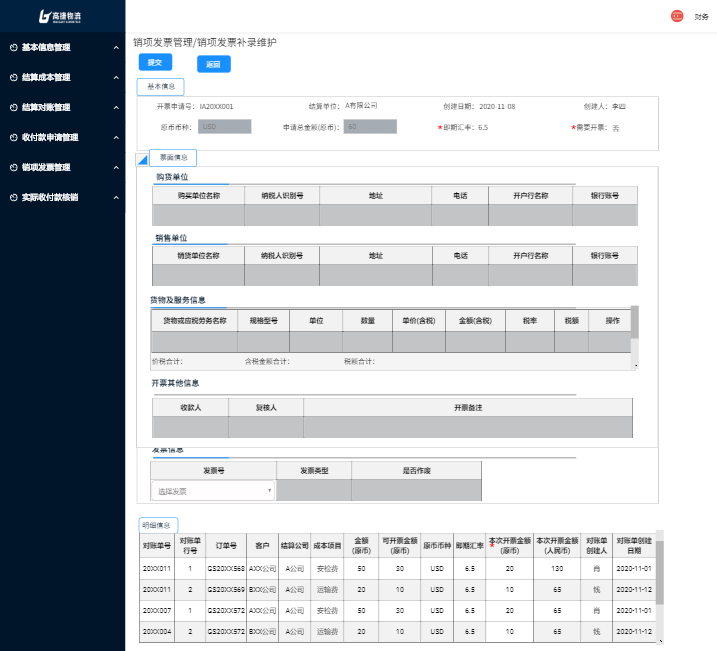 高捷物流
财务
基本信息管理
结算成本管理
结算对账管理
收付款申请管理
销项发票管理
实际收付款核销
销项发票管理/销项发票补录维护
提交 返回
基本信息
开票申请号: IA20XX001 结算单位: A有限公司 创建日期: 2020-11-08 创建人: 李四
原币币种: USD 申请总金额(原币): 65 *即期汇率: 6.5 *需要开票: 否
票面信息
购货单位
购买单位名称 纳税人识别号 地址 电话 开户行名称 银行账号
销售单位
销货单位名称 纳税人识别号 地址 电话 开户行名称 银行账号
货物及服务信息
货物或应税劳务名称 规格型号 单位 数量 单价(含税) 金额(含税) 税率 税额 操作
价税合计: 含税金额合计: 税额合计:
开票其他信息
收款人 复核人 开票备注
发票信息
发票号 发票类型 是否作废
选择发票
明细信息
对账单号 对账单行号 订单号 客户 结算公司 成本项目 金额(原币) 可开票金额(原币) 原币币种 即期汇率 *本次开票金额(原币) 本次开票金额(人民币) 对账单创建人 对账单创建日期
20XX011 1 GS20XX568 AXX公司 A公司 安检费 50 30 USD 6.5 20 130 肖 2020-11-01
20XX011 2 GS20XX569 BXX公司 A公司 运输费 20 10 USD 6.5 10 65 钱 2020-11-12
20XX007 1 GS20XX572 AXX公司 A公司 安检费 50 30 USD 6.5 20 65 肖 2020-11-01
20XX004 2 GS20XX572 BXX公司 A公司 运输费 20 10 USD 6.5 10 65 钱 2020-11-12